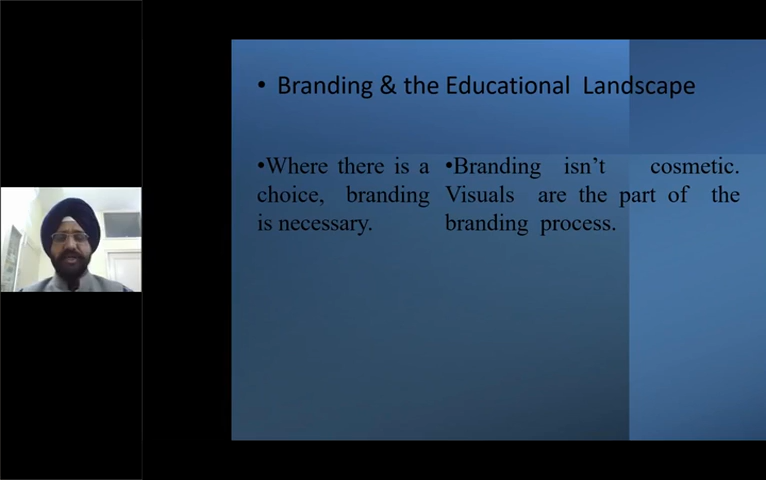 • Branding & the Educational Landscape
•Where there is a
choice, branding
is necessary.
•Branding isn't cosmetic.
Visuals are the part of the
branding process.